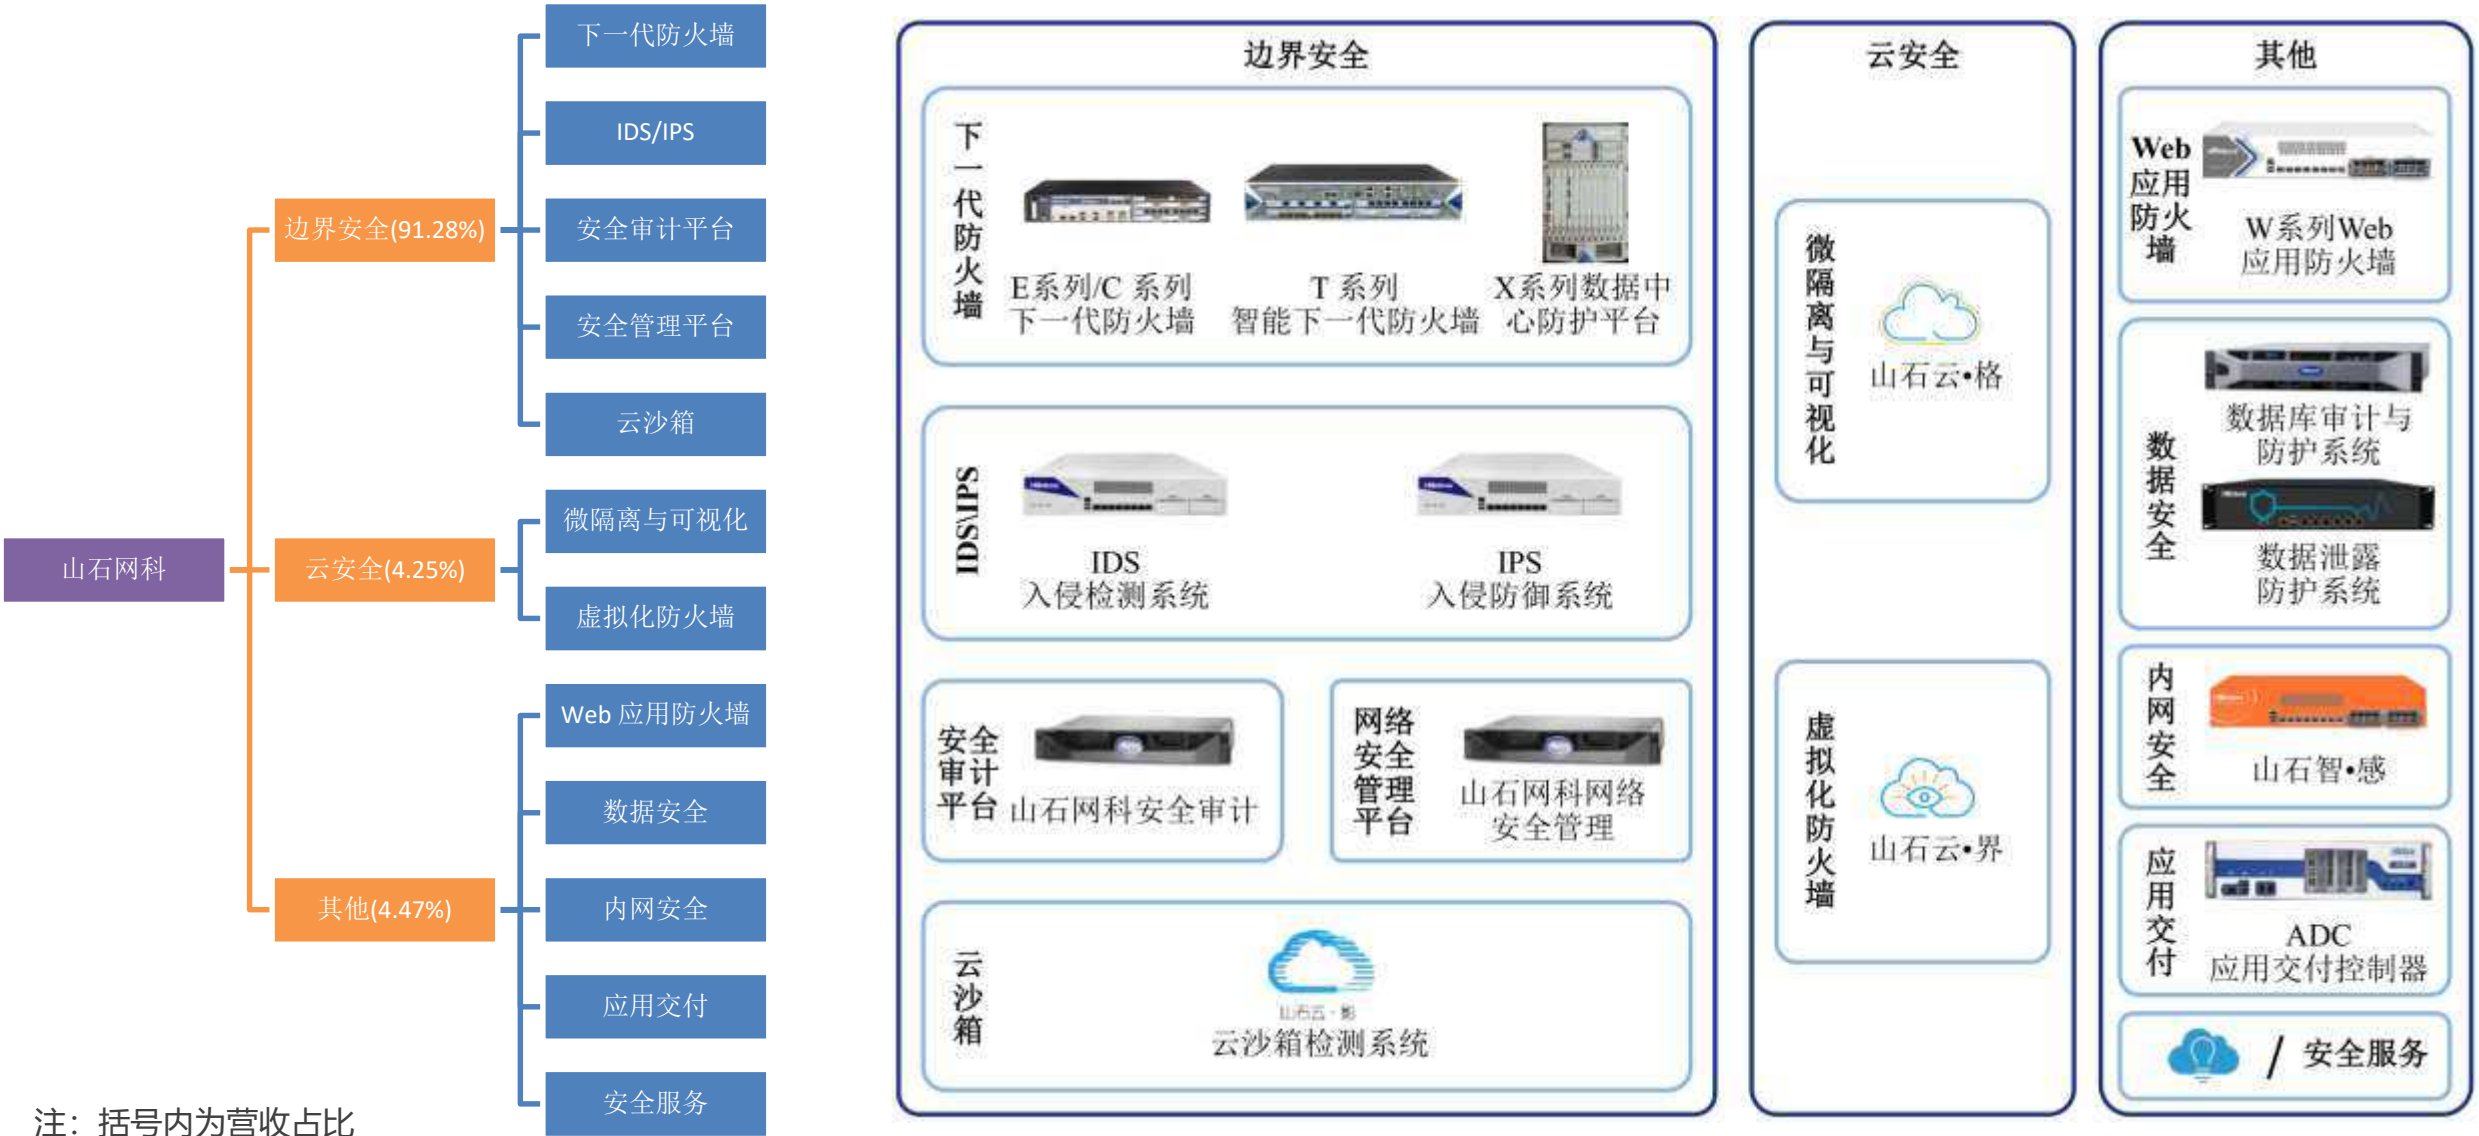 下一代防火墙
IDS/IPS
边界安全(91.28%)
安全审计平台
安全管理平台
云沙箱
微隔离与可视化
山石网科
云安全(4.25%)
虚拟化防火墙
Web 应用防火墙
数据安全
其他(4.47%)
内网安全
应用交付
安全服务
注：括号内为营收占比
边界安全
下一代防火墙
E系列/C 系列
下一代防火墙
T 系列
智能下一代防火墙
X系列数据中
心防护平台
IDS\IPS
IDS
入侵检测系统
IPS
入侵防御系统
安全
审计
平台
山石网科安全审计
网络
安全
管理
平台
山石网科网络
安全管理
云沙箱
山石云·影
云沙箱检测系统
云安全
微隔离与可视化
山石云•格
虚拟化防火墙
山石云•界
其他
Web
应用
防火
墙
W系列Web
应用防火墙
数据安全
数据库审计与
防护系统
数据泄露
防护系统
内网安全
山石智•感
应用交付
ADC
应用交付控制器
/ 安全服务